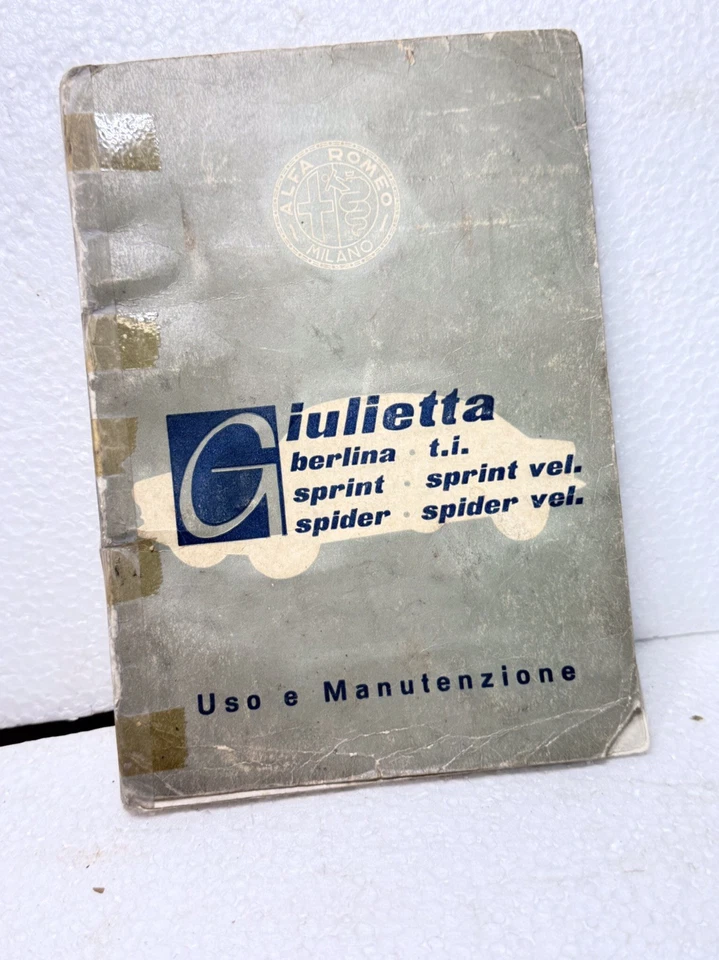 ALFA ROMEO
MILANO
Giulietta
berlina · t.i.
sprint · sprint vel.
spider · spider vel.
Uso e Manutenzione